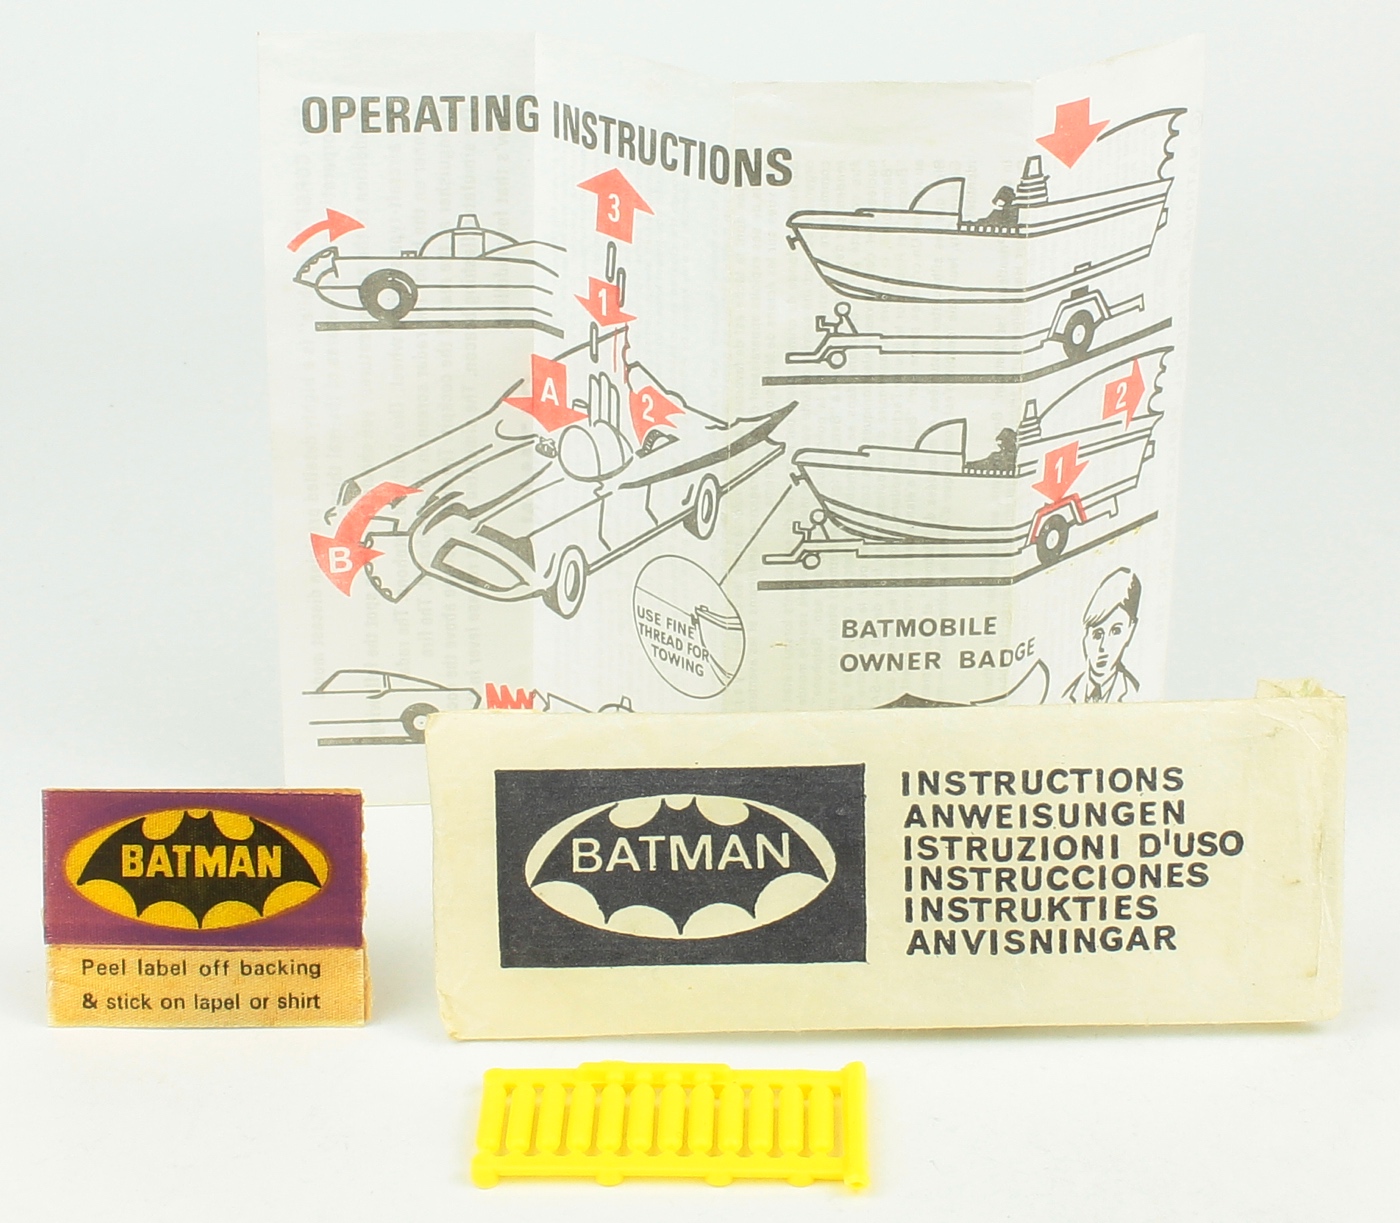 OPERATING INSTRUCTIONS
3
1
A
2
B
2
1
USE FINE
THREAD FOR
TOWING
BATMOBILE
OWNER BADGE
BATMAN
Peel label off backing
& stick on lapel or shirt
BATMAN
INSTRUCTIONS
ANWEISUNGEN
ISTRUZIONI D'USO
INSTRUCCIONES
INSTRUKTIES
ANVISNINGAR